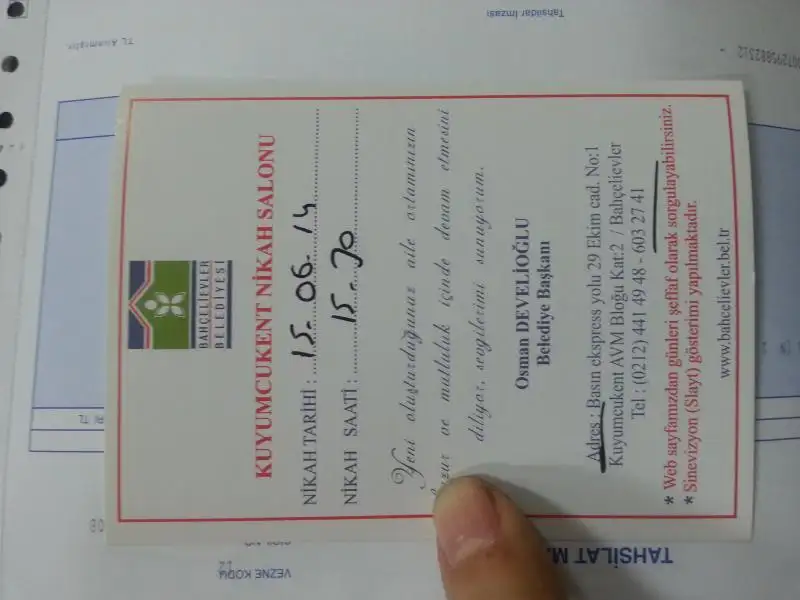 BAHÇELİEVLER
BELEDİYESİ
KUYUMCUKENT NİKAH SALONU
NİKAH TARİHİ : 15.06.14
NİKAH SAATİ : 15.30
Yeni oluşturduğunuz aile ortamınızın
huzur ve mutluluk içinde devam etmesini
diliyor, sevgilerimi sunuyorum.
Osman DEVELİOĞLU
Belediye Başkanı
Adres : Basın ekspress yolu 29 Ekim cad. No:1
Kuyumcukent AVM Bloğu Kat:2 / Bahçelievler
Tel : (0212) 441 49 48 - 603 27 41
* Web sayfamızdan günleri şeffaf olarak sorgulayabilirsiniz.
* Sinevizyon (Slayt) gösterimi yapılmaktadır.
www.bahcelievler.bel.tr
Tahsildar İmzası
TL Alınmıştır.
TAHSİLAT M
VEZNE KODU